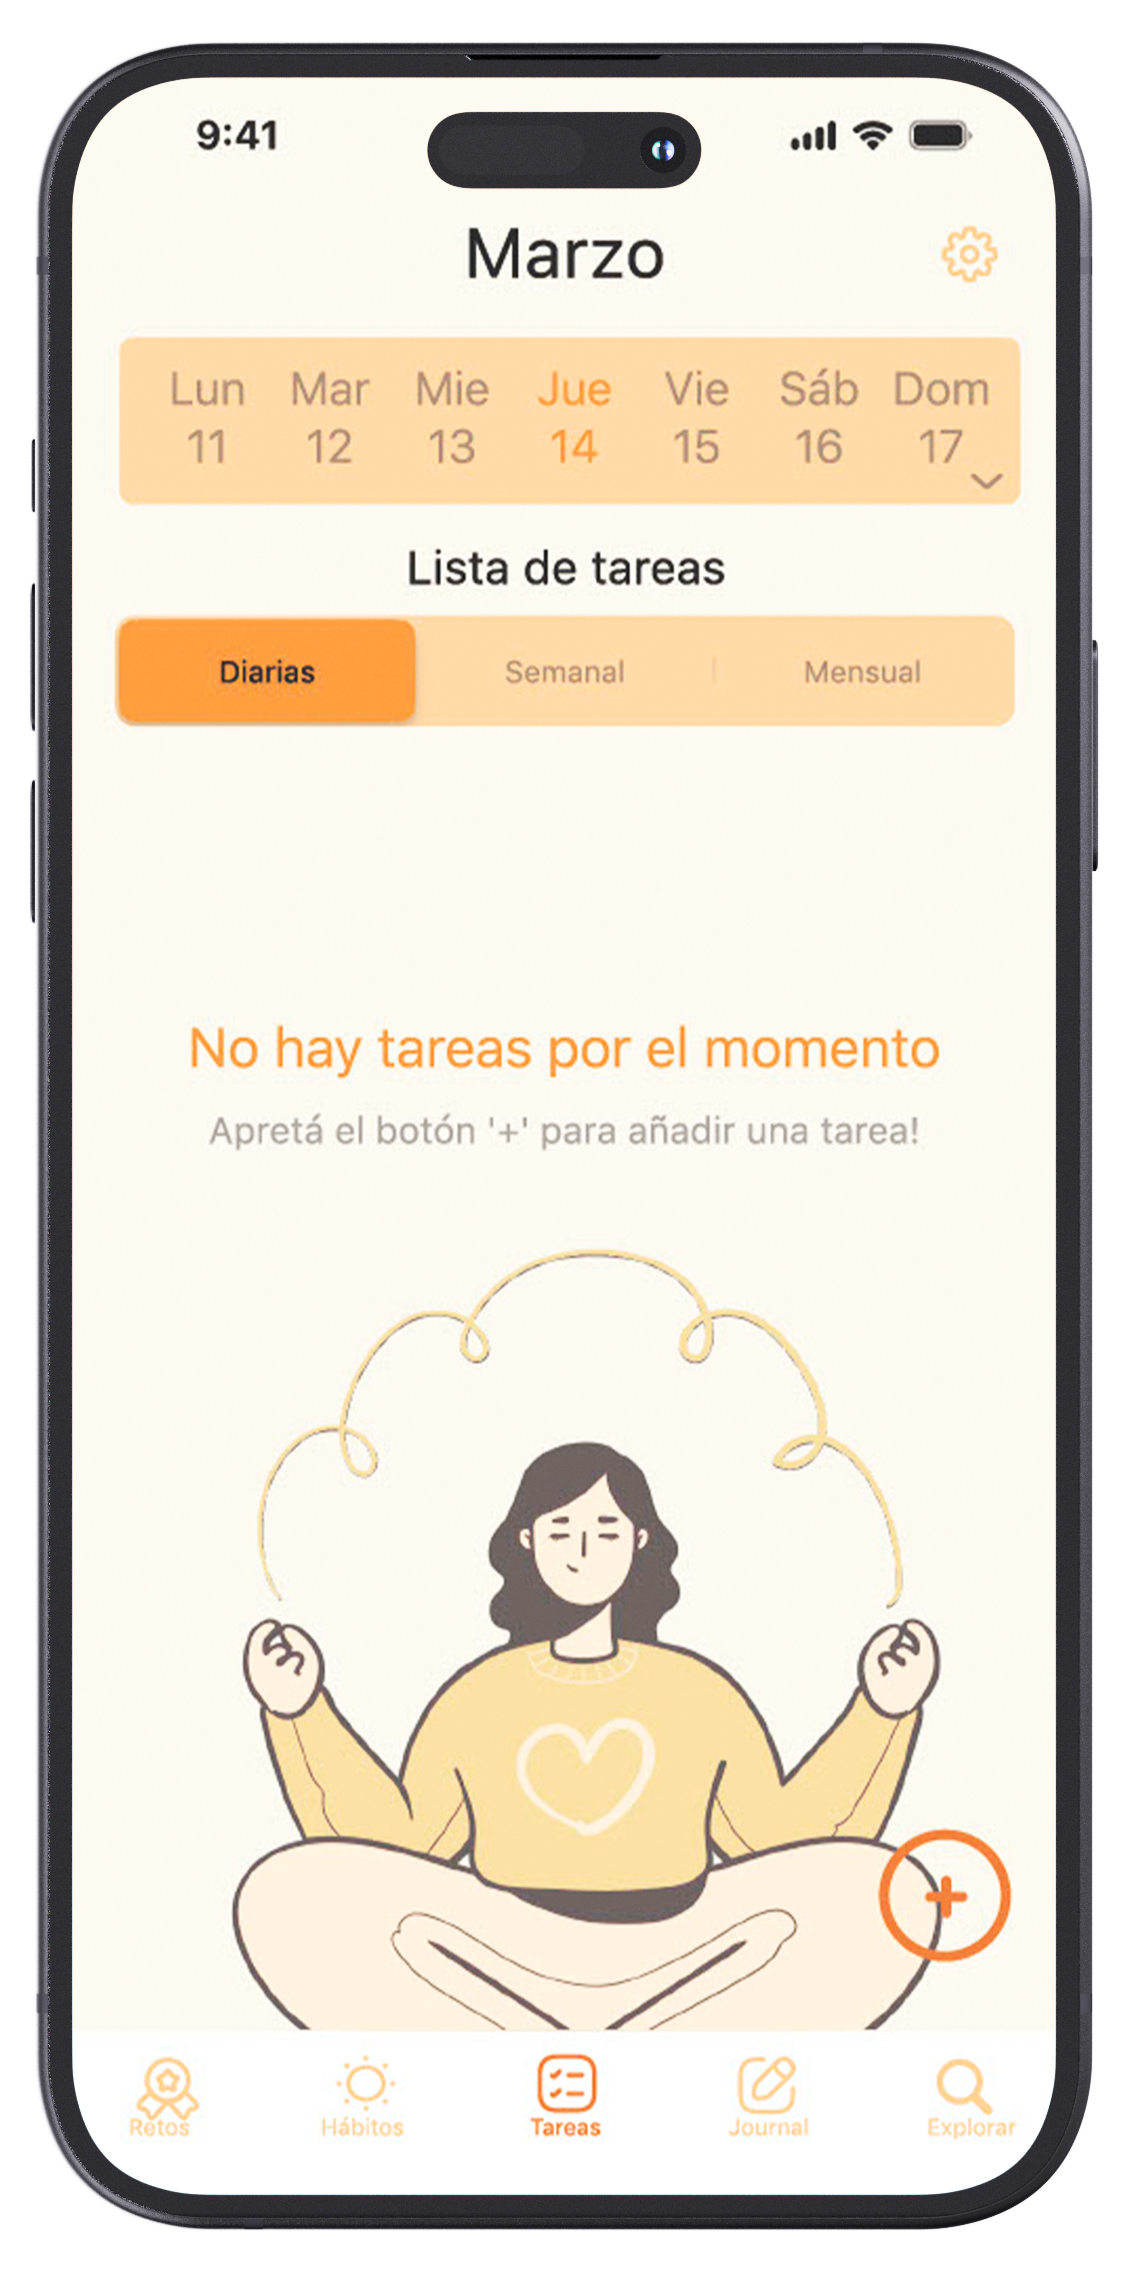 9:41
Marzo
Lun Mar Mie Jue Vie Sáb Dom
11 12 13 14 15 16 17
Lista de tareas
Diarias Semanal Mensual
No hay tareas por el momento
Apretá el botón '+' para añadir una tarea!
+
Retos Hábitos Tareas Journal Explorar